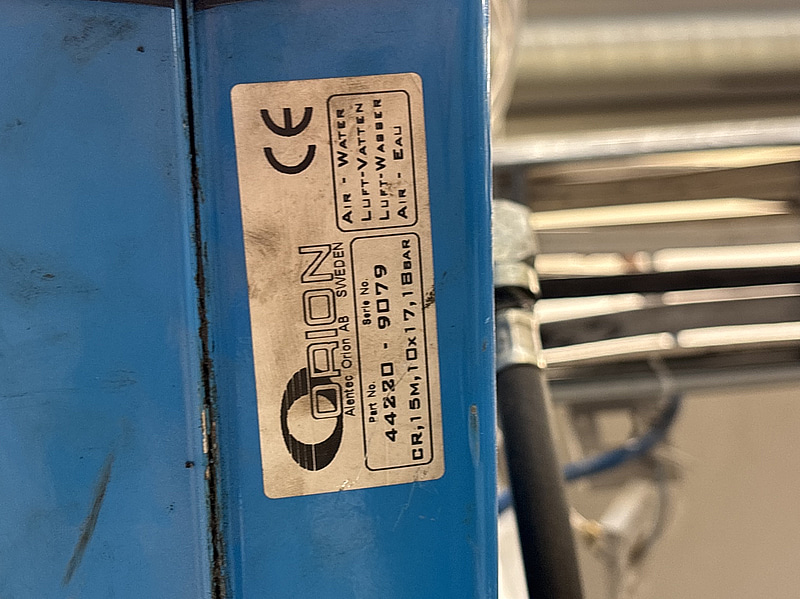 ORION
Alentec Orion AB SWEDEN
CE
Part No. Serie No.
44220 - 9079
CR,15M,10x17,18BAR
AIR - WATER
LUFT-VATTEN
LUFT-WASSER
AIR - EAU